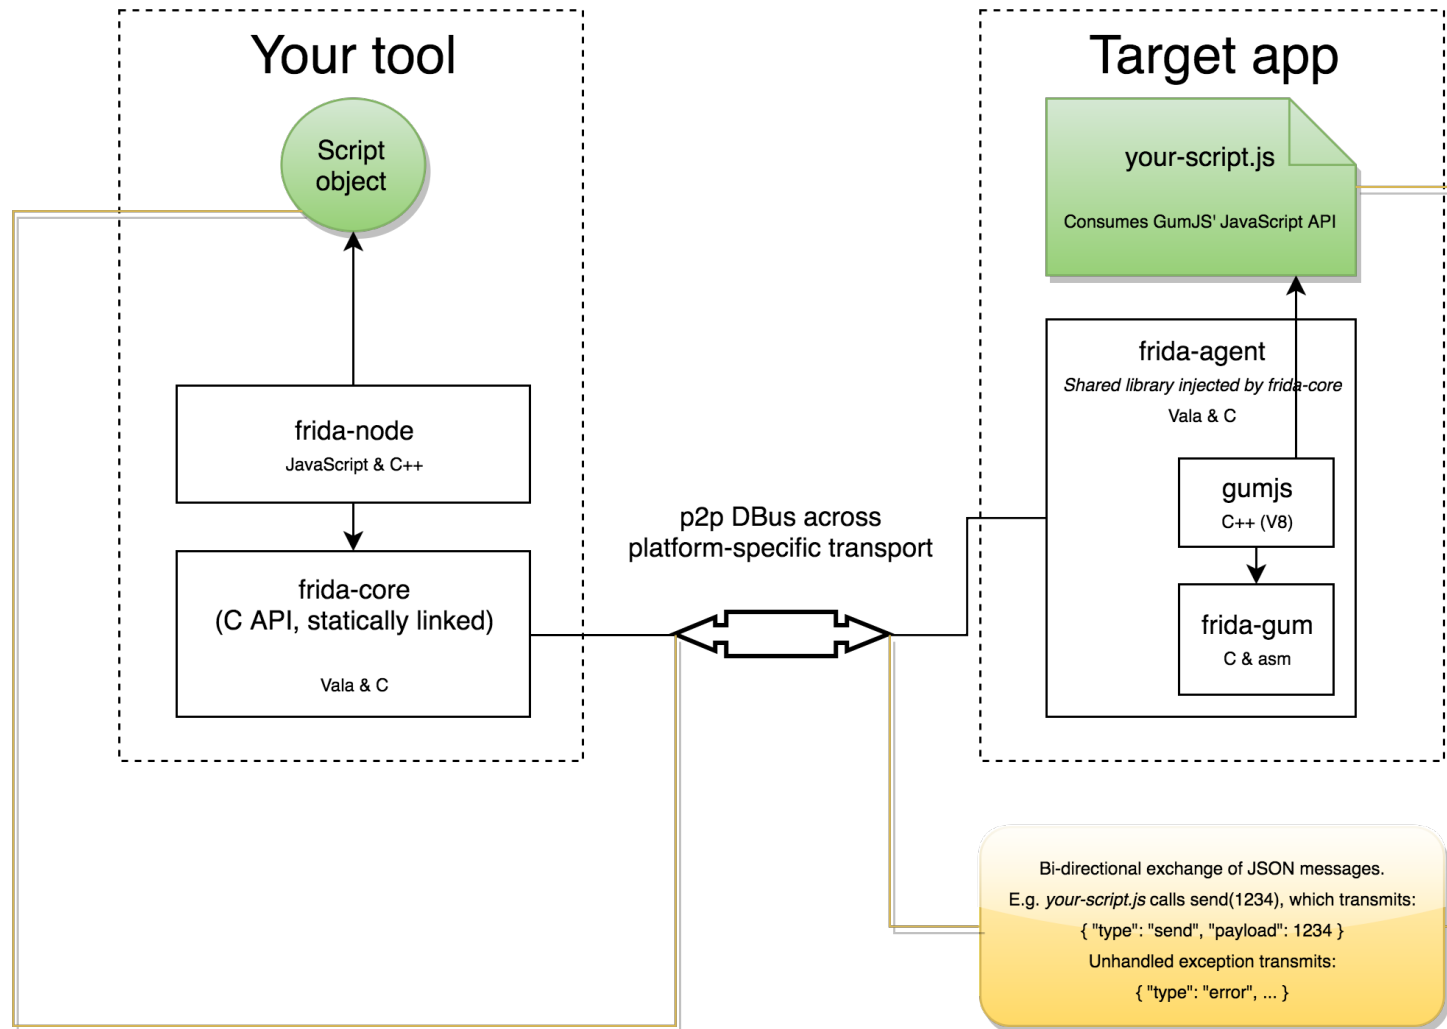 Your tool
Script
object
frida-node
JavaScript & C++
frida-core
(C API, statically linked)
Vala & C
p2p DBus across
platform-specific transport
Target app
your-script.js
Consumes GumJS' JavaScript API
frida-agent
Shared library injected by frida-core
Vala & C
gumjs
C++ (V8)
frida-gum
C & asm
Bi-directional exchange of JSON messages.
E.g. your-script.js calls send(1234), which transmits:
{ "type": "send", "payload": 1234 }
Unhandled exception transmits:
{ "type": "error", ... }